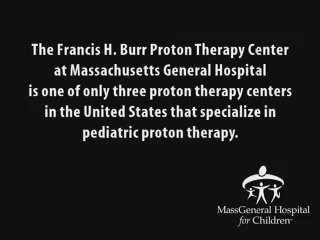 The Francis H. Burr Proton Therapy Center
at Massachusetts General Hospital
is one of only three proton therapy centers
in the United States that specialize in
pediatric proton therapy.
MassGeneral Hospital
for Children™